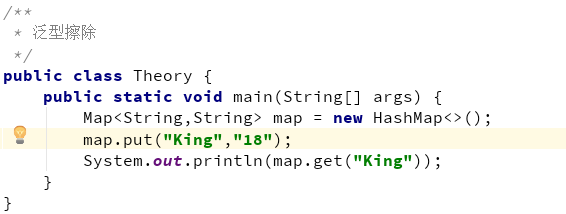 /**
 * 泛型擦除
 */
public class Theory {
    public static void main(String[] args) {
        Map<String,String> map = new HashMap<>();
        map.put("King","18");
        System.out.println(map.get("King"));
    }
}